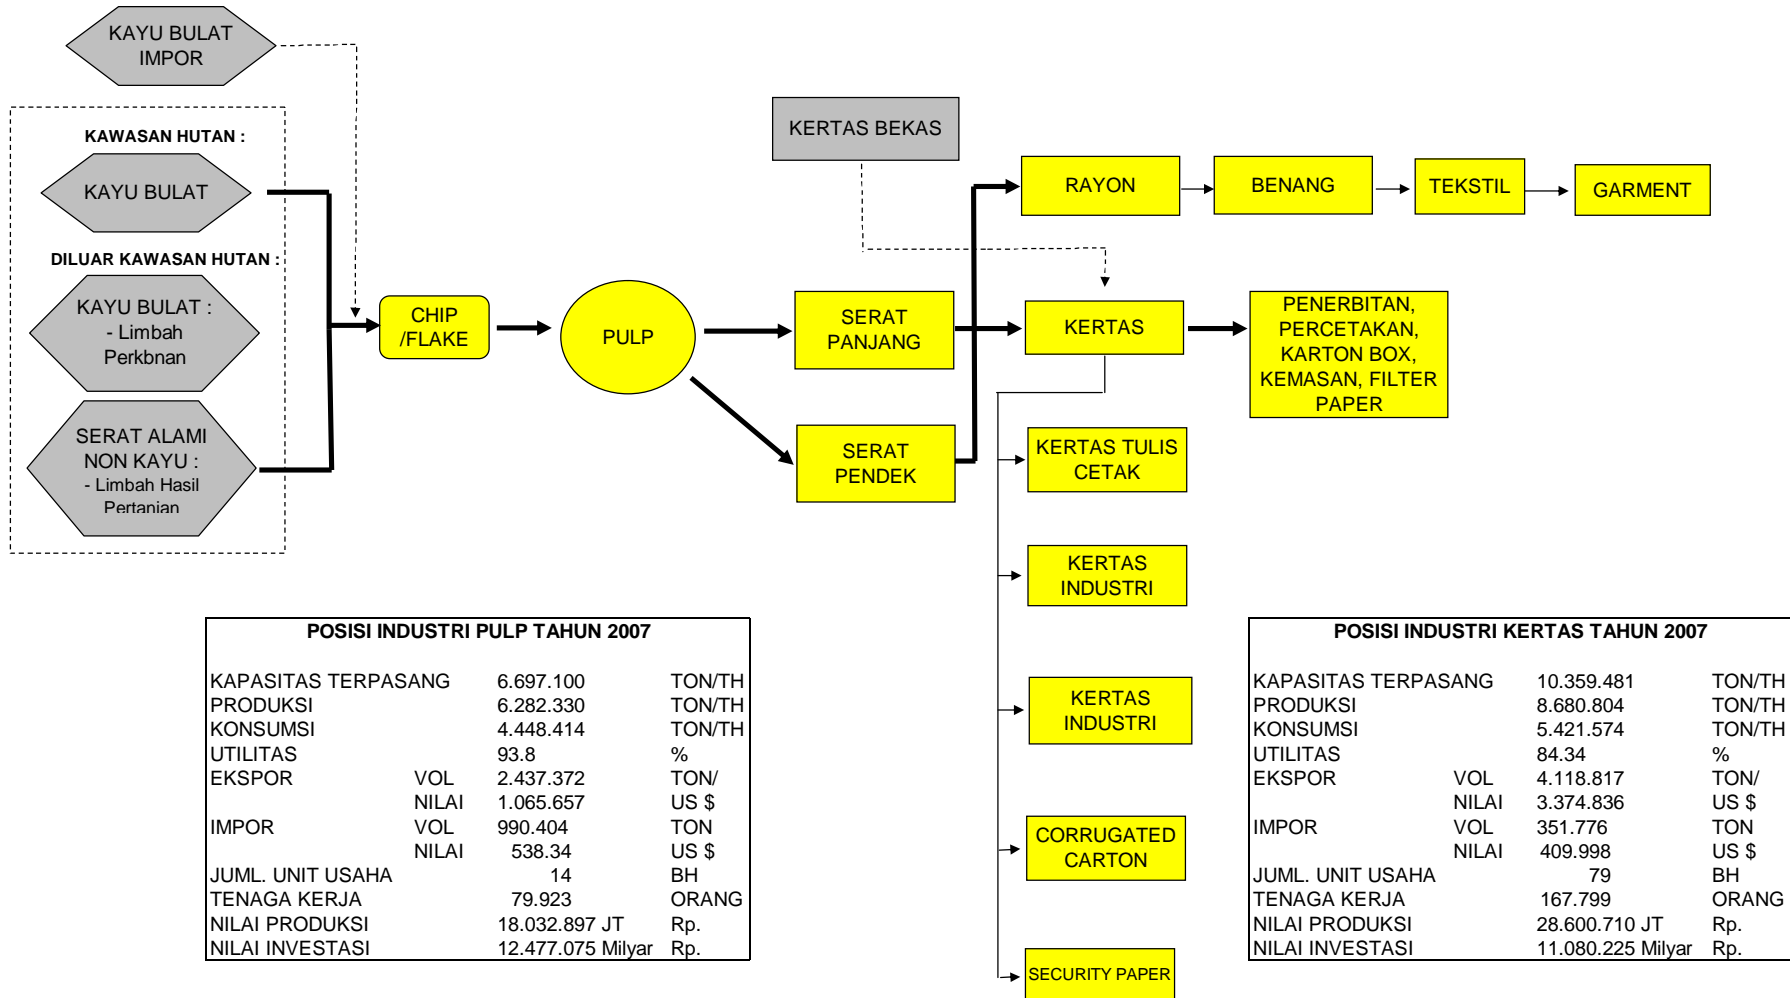 KAYU BULAT
IMPOR
KAWASAN HUTAN :
KAYU BULAT
DILUAR KAWASAN HUTAN :
KAYU BULAT :
- Limbah
Perkbnan
SERAT ALAMI
NON KAYU :
- Limbah Hasil
Pertanian
CHIP
/FLAKE
PULP
KERTAS BEKAS
SERAT
PANJANG
SERAT
PENDEK
RAYON
BENANG
TEKSTIL
GARMENT
KERTAS
PENERBITAN,
PERCETAKAN,
KARTON BOX,
KEMASAN, FILTER
PAPER
KERTAS TULIS
CETAK
KERTAS
INDUSTRI
KERTAS
INDUSTRI
CORRUGATED
CARTON
SECURITY PAPER
POSISI INDUSTRI PULP TAHUN 2007
KAPASITAS TERPASANG 6.697.100 TON/TH
PRODUKSI 6.282.330 TON/TH
KONSUMSI 4.448.414 TON/TH
UTILITAS 93.8 %
EKSPOR VOL 2.437.372 TON/
NILAI 1.065.657 US $
IMPOR VOL 990.404 TON
NILAI 538.34 US $
JUML. UNIT USAHA 14 BH
TENAGA KERJA 79.923 ORANG
NILAI PRODUKSI 18.032.897 JT Rp.
NILAI INVESTASI 12.477.075 Milyar Rp.
POSISI INDUSTRI KERTAS TAHUN 2007
KAPASITAS TERPASANG 10.359.481 TON/TH
PRODUKSI 8.680.804 TON/TH
KONSUMSI 5.421.574 TON/TH
UTILITAS 84.34 %
EKSPOR VOL 4.118.817 TON/
NILAI 3.374.836 US $
IMPOR VOL 351.776 TON
NILAI 409.998 US $
JUML. UNIT USAHA 79 BH
TENAGA KERJA 167.799 ORANG
NILAI PRODUKSI 28.600.710 JT Rp.
NILAI INVESTASI 11.080.225 Milyar Rp.